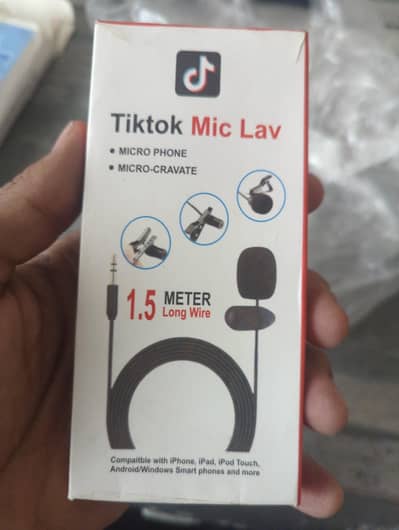 Tiktok Mic Lav
• MICRO PHONE
• MICRO-CRAVATE
1.5 METER
Long Wire
Compaitble with iPhone, iPad, iPod Touch,
Android/Windows Smart phones and more